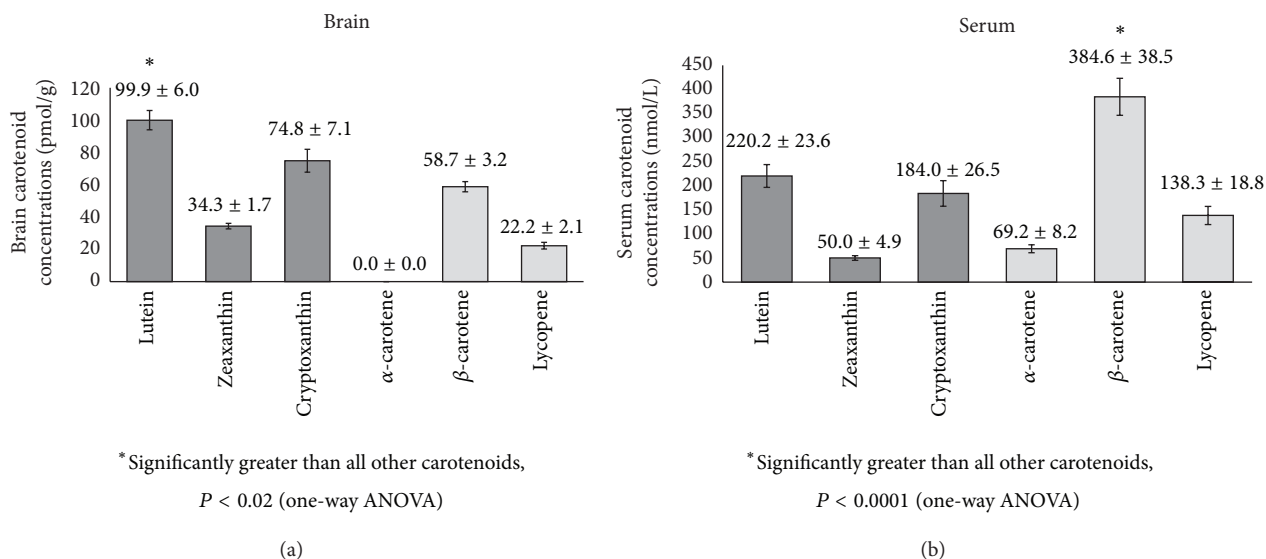 Brain
Brain carotenoid
concentrations (pmol/g)
120
100
80
60
40
20
0
*
99.9 ± 6.0
34.3 ± 1.7
74.8 ± 7.1
0.0 ± 0.0
58.7 ± 3.2
22.2 ± 2.1
Lutein
Zeaxanthin
Cryptoxanthin
α-carotene
β-carotene
Lycopene
*Significantly greater than all other carotenoids,
P < 0.02 (one-way ANOVA)
(a)
Serum
Serum carotenoid
concentrations (nmol/L)
450
400
350
300
250
200
150
100
50
0
220.2 ± 23.6
50.0 ± 4.9
184.0 ± 26.5
69.2 ± 8.2
*
384.6 ± 38.5
138.3 ± 18.8
Lutein
Zeaxanthin
Cryptoxanthin
α-carotene
β-carotene
Lycopene
*Significantly greater than all other carotenoids,
P < 0.0001 (one-way ANOVA)
(b)